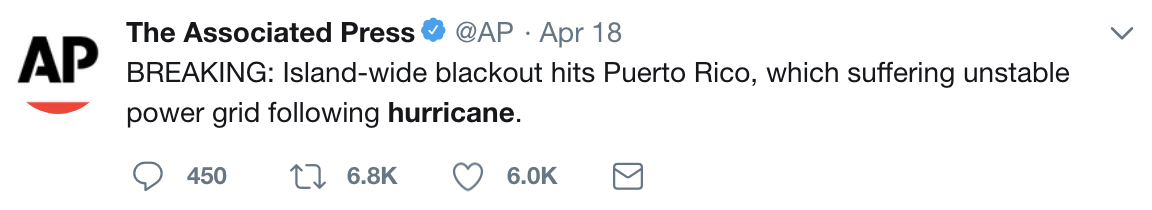 AP
The Associated Press @AP · Apr 18
BREAKING: Island-wide blackout hits Puerto Rico, which suffering unstable
power grid following hurricane.
450 6.8K 6.0K